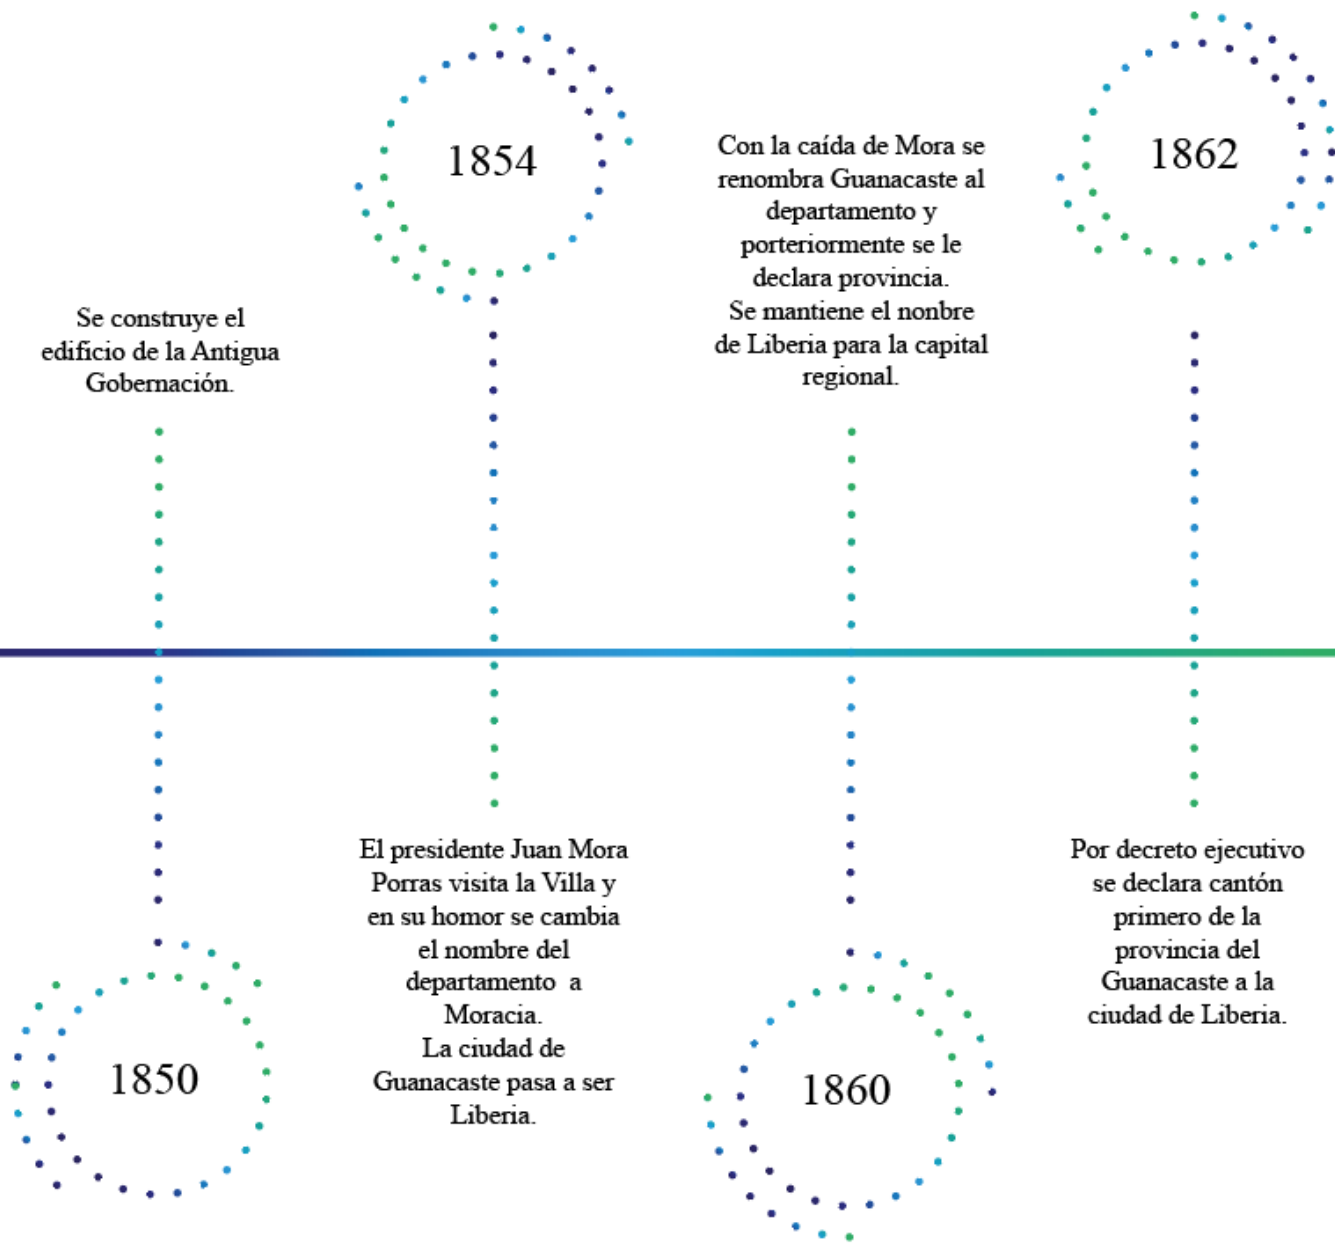 Se construye el
edificio de la Antigua
Gobernación.
1850
1854
El presidente Juan Mora
Porras visita la Villa y
en su homor se cambia
el nombre del
departamento a
Moracia.
La ciudad de
Guanacaste pasa a ser
Liberia.
Con la caída de Mora se
renombra Guanacaste al
departamento y
porteriormente se le
declara provincia.
Se mantiene el nonbre
de Liberia para la capital
regional.
1860
1862
Por decreto ejecutivo
se declara cantón
primero de la
provincia del
Guanacaste a la
ciudad de Liberia.